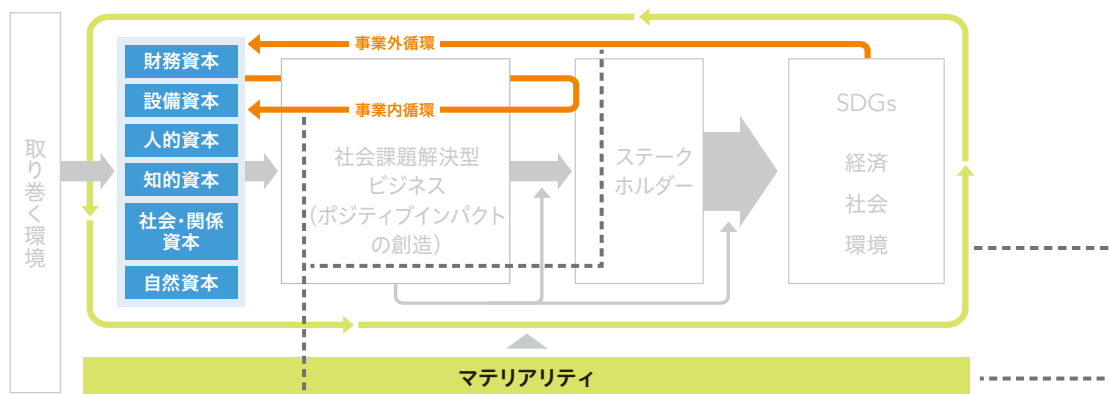 取り巻く環境
財務資本
設備資本
人的資本
知的資本
社会・関係
資本
自然資本
事業外循環
事業内循環
社会課題解決型
ビジネス
（ポジティブインパクト
の創造）
ステーク
ホルダー
SDGs
経済
社会
環境
マテリアリティ